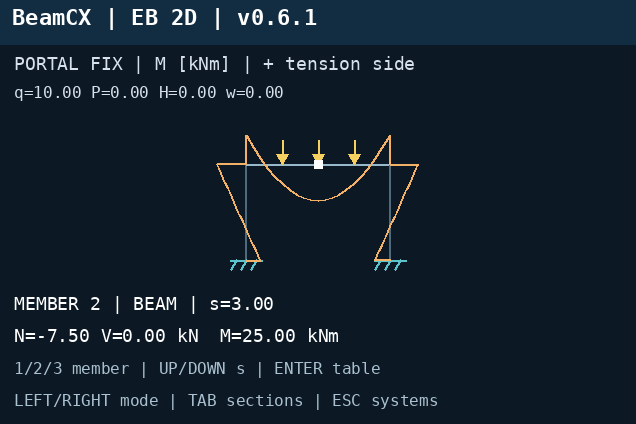 BeamCX | EB 2D | v0.6.1
PORTAL FIX | M [kNm] | + tension side
q=10.00 P=0.00 H=0.00 w=0.00
MEMBER 2 | BEAM | s=3.00
N=-7.50 V=0.00 kN  M=25.00 kNm
1/2/3 member | UP/DOWN s | ENTER table
LEFT/RIGHT mode | TAB sections | ESC systems